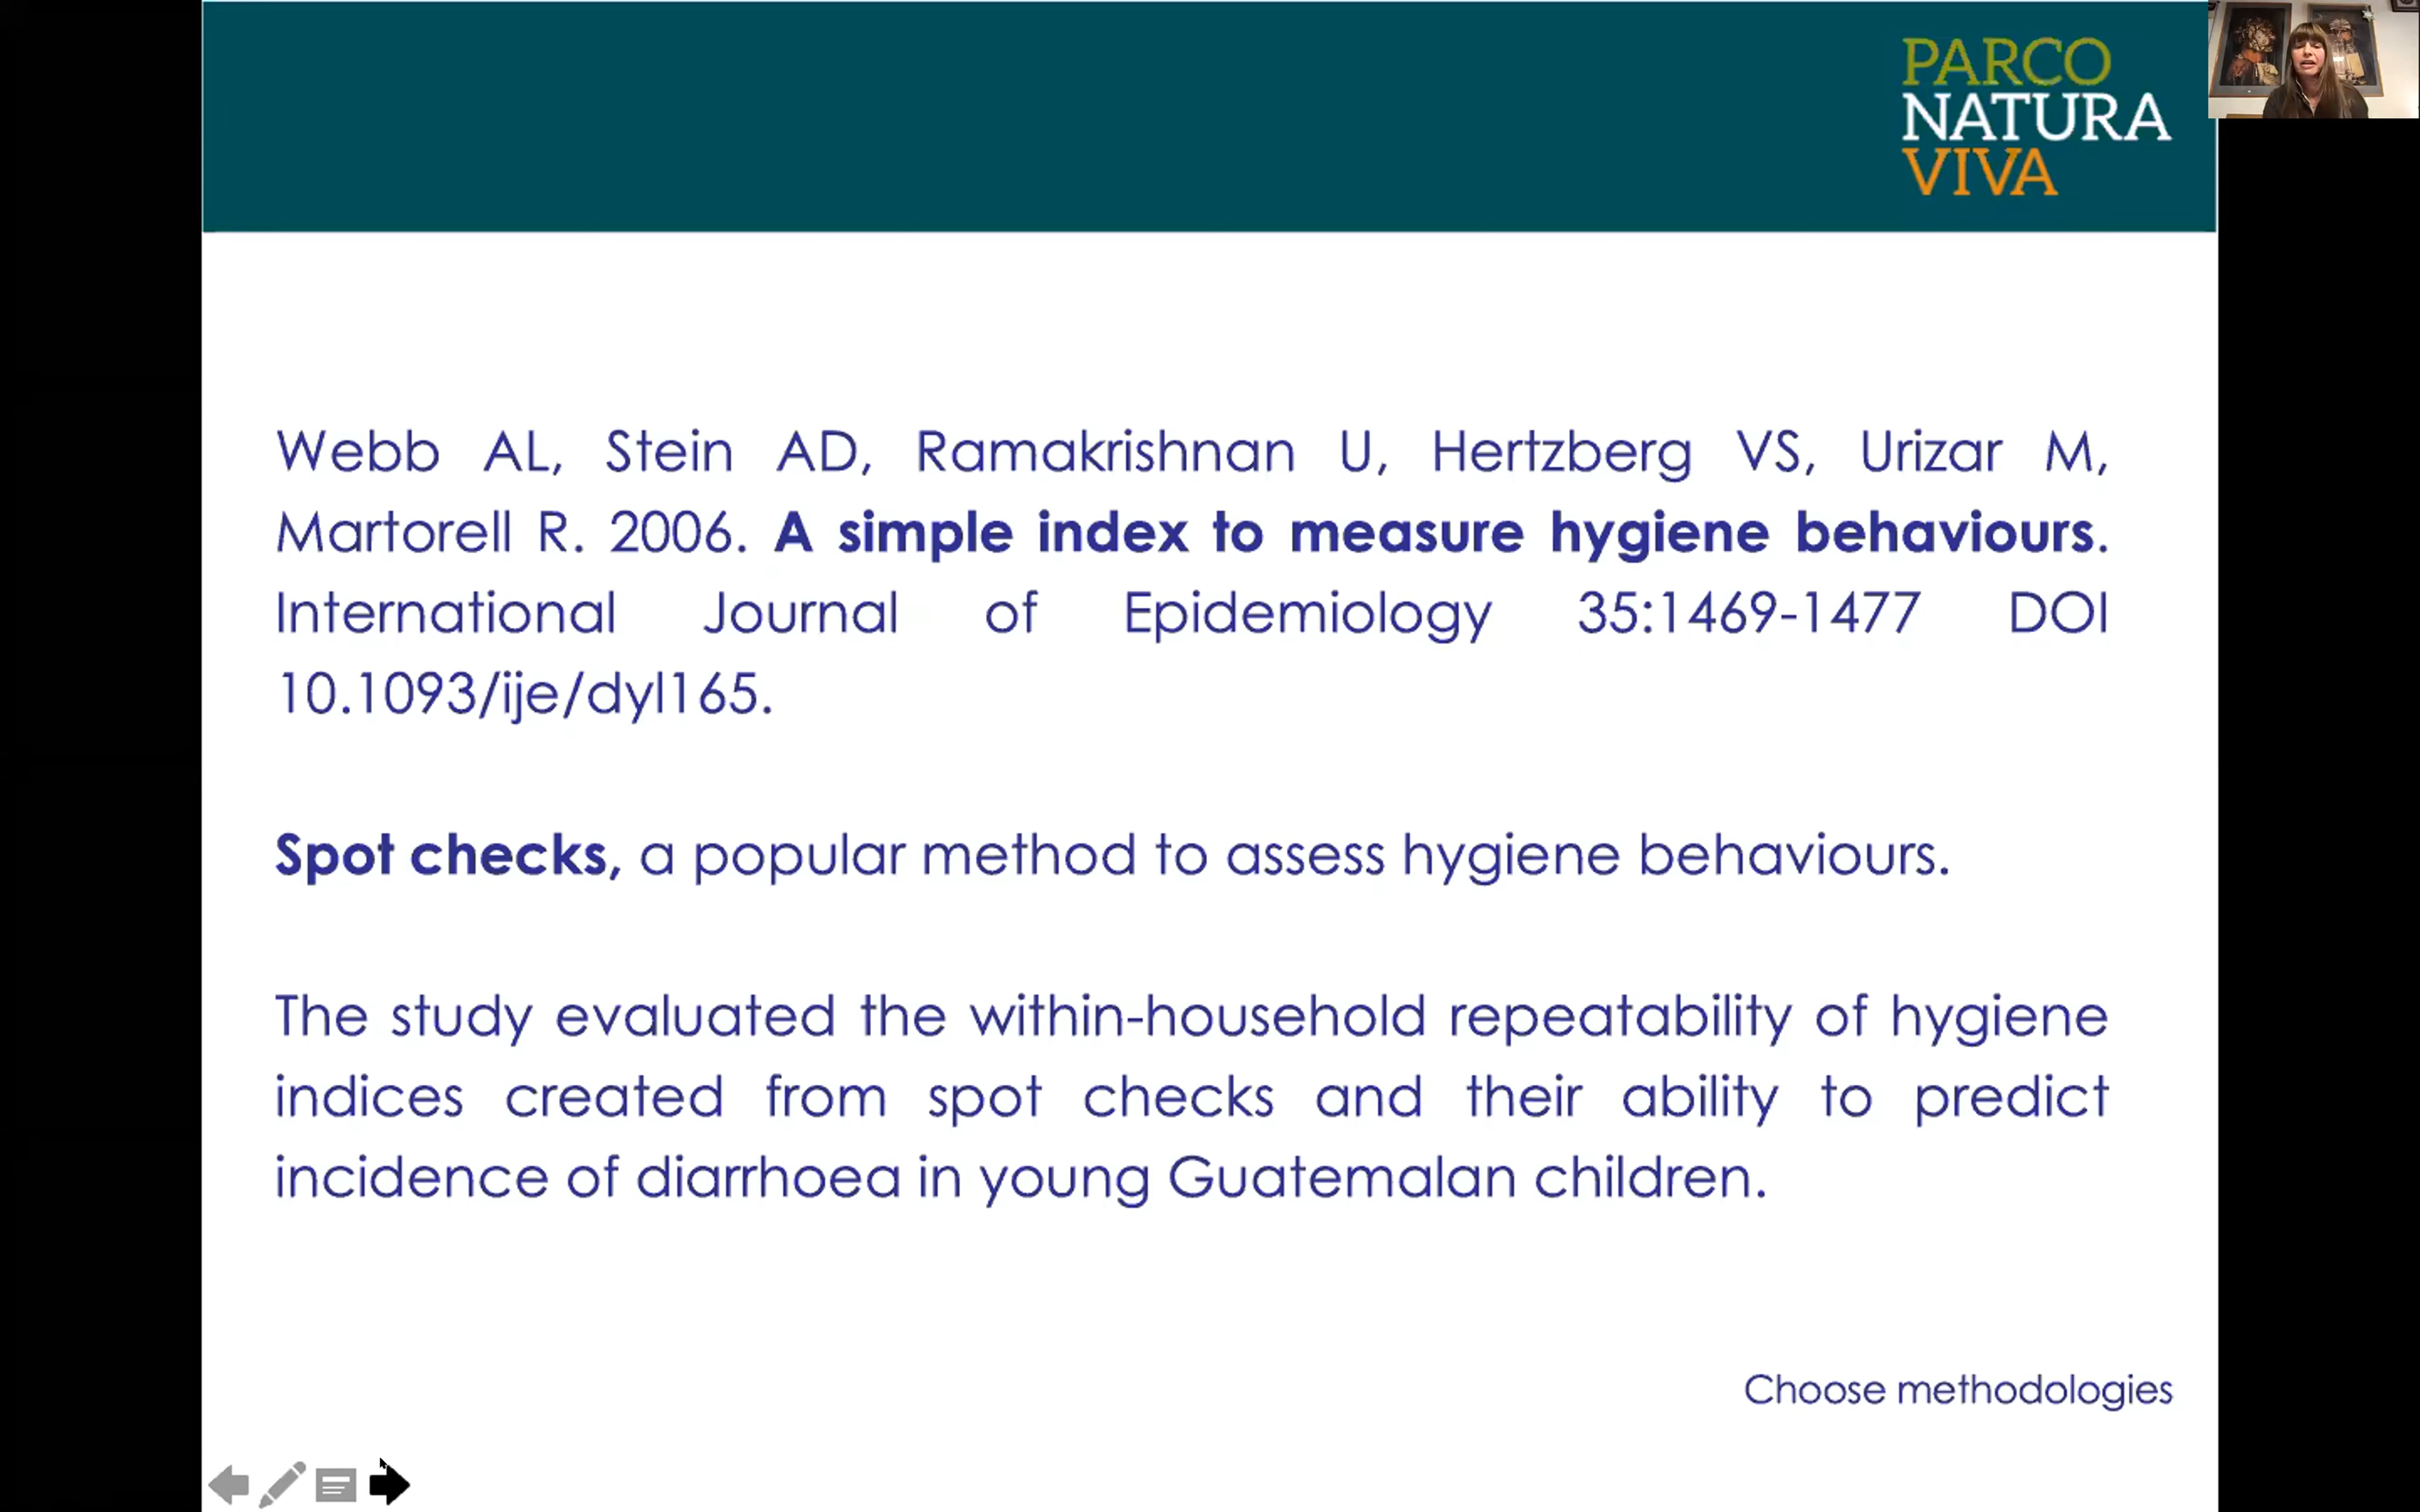 PARCO
NATURA
VIVA
Webb AL, Stein AD, Ramakrishnan U, Hertzberg VS, Urizar M,
Martorell R. 2006. A simple index to measure hygiene behaviours.
International Journal of Epidemiology 35:1469-1477 DOI
10.1093/ije/dyl165.
Spot checks, a popular method to assess hygiene behaviours.
The study evaluated the within-household repeatability of hygiene
indices created from spot checks and their ability to predict
incidence of diarrhoea in young Guatemalan children.
Choose methodologies